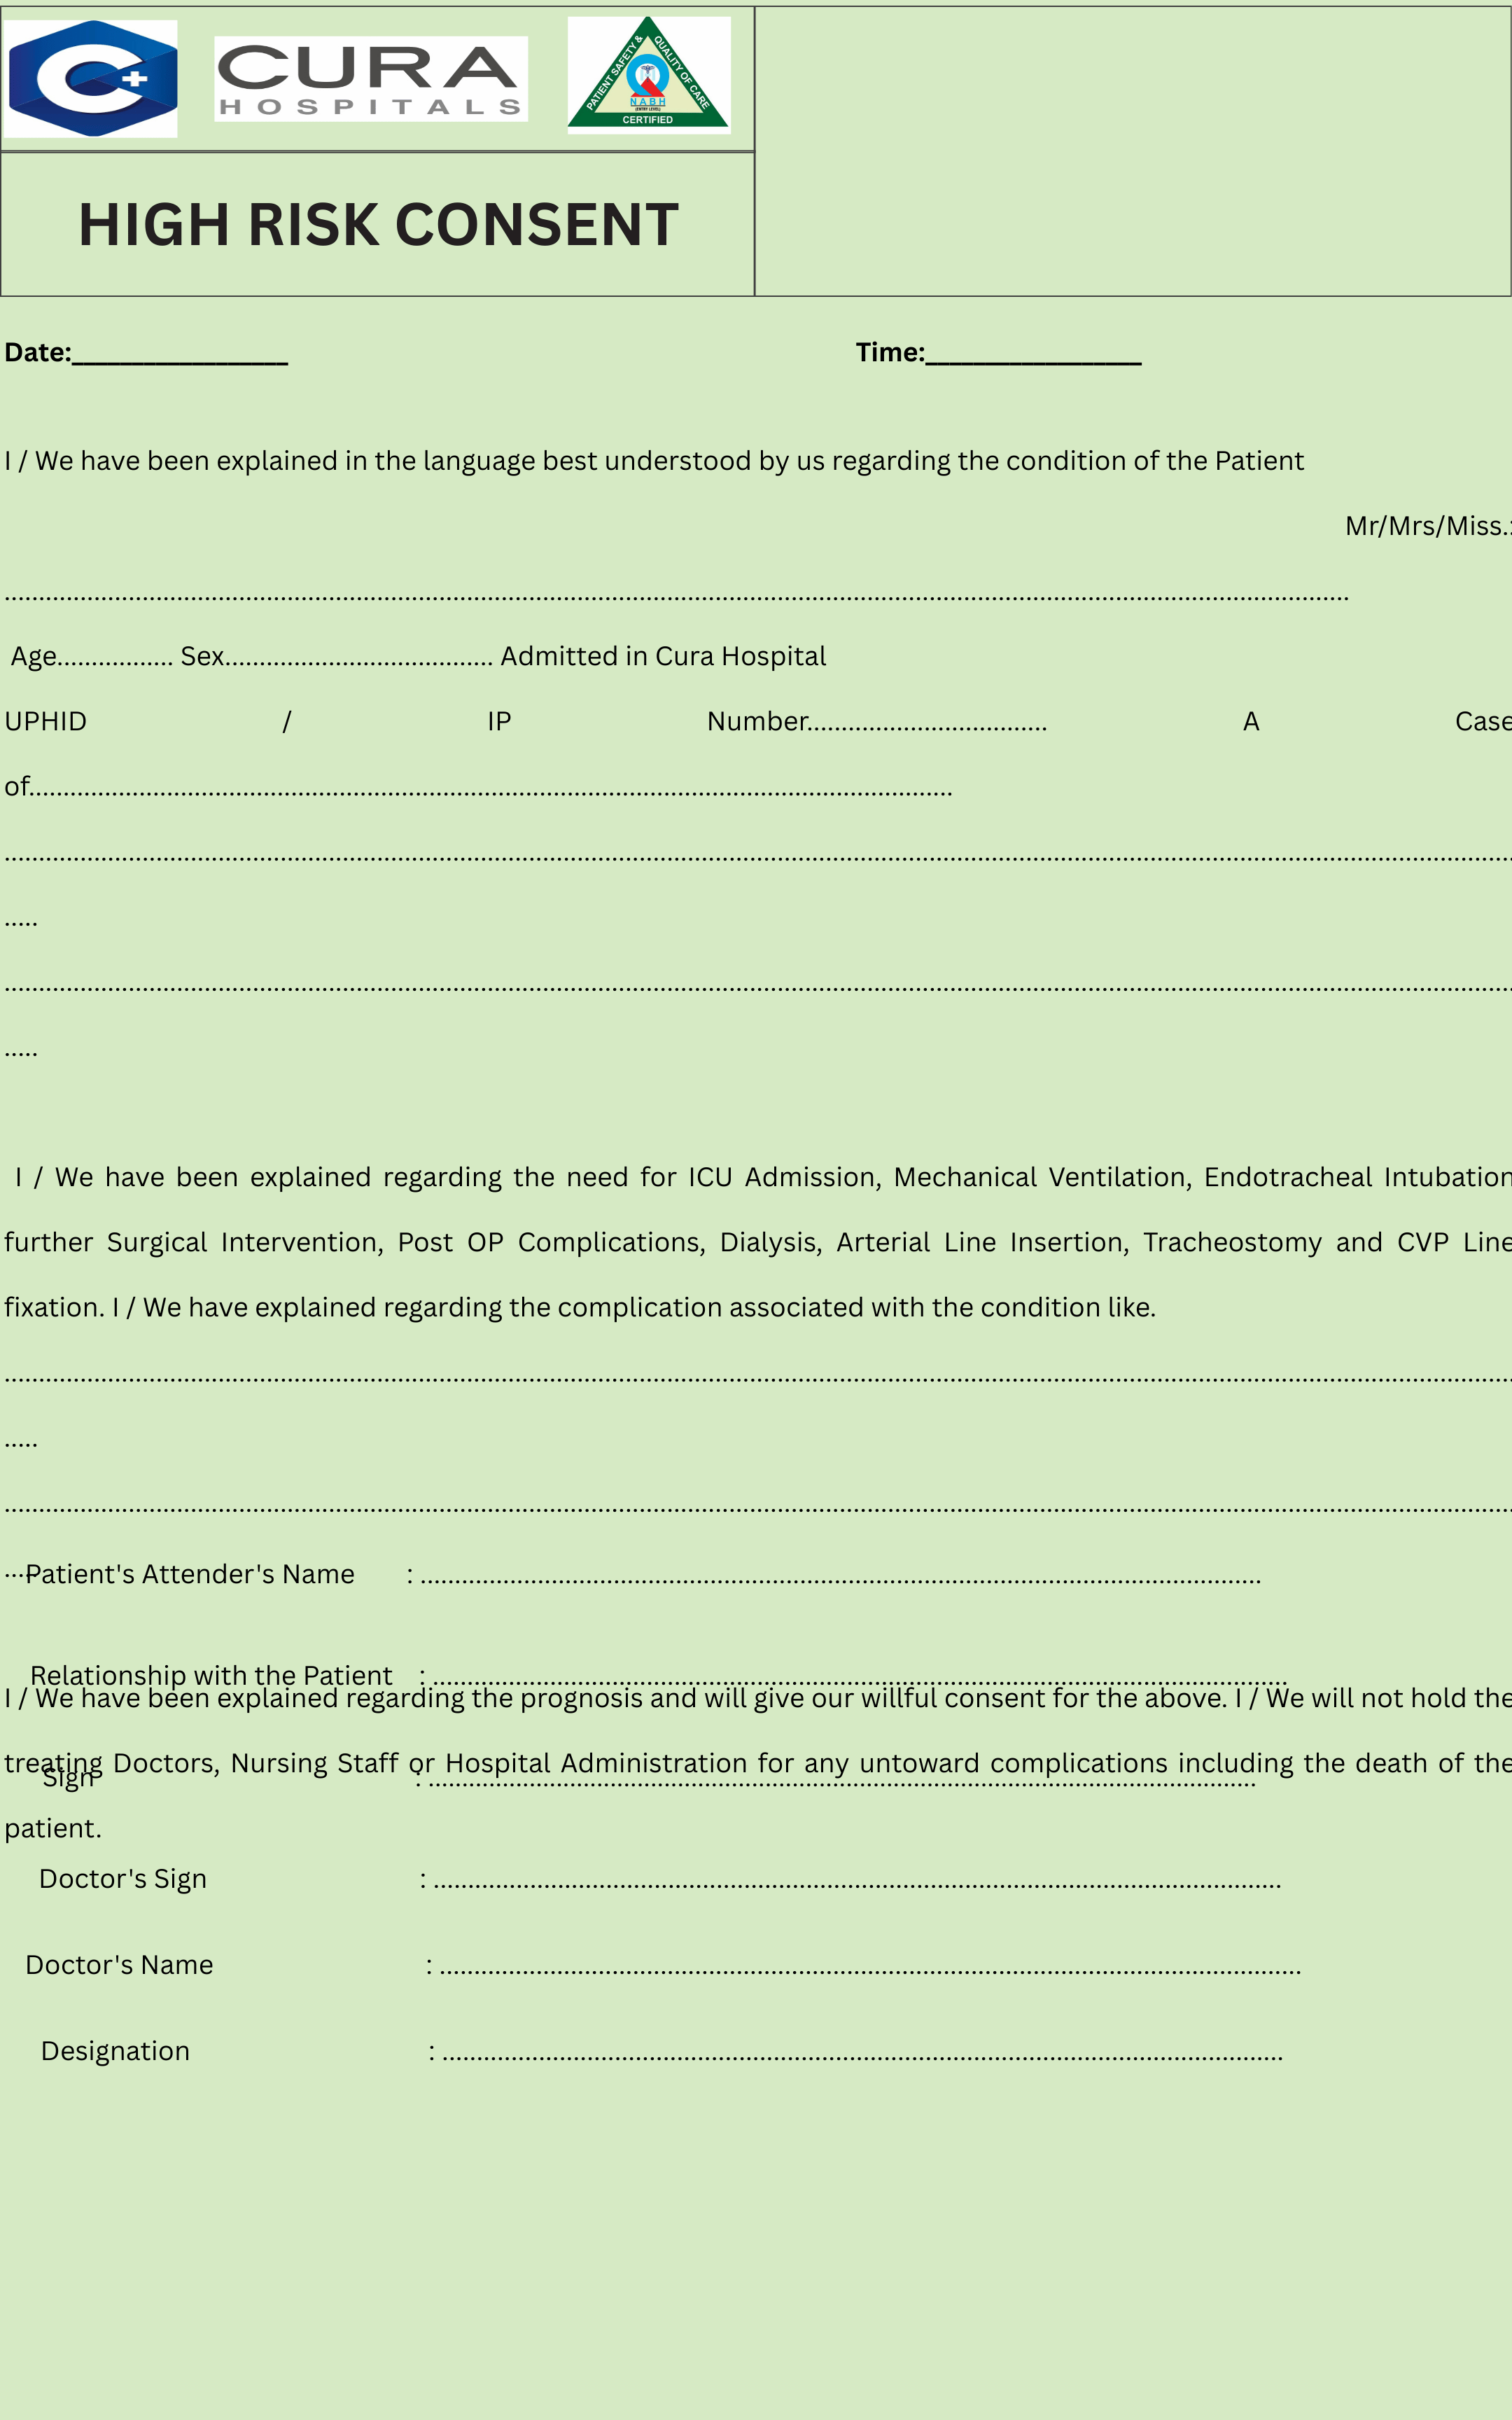 C+
CURA
HOSPITALS
PATIENT SAFETY & QUALITY OF CARE
NABH
(ENTRY LEVEL)
CERTIFIED
HIGH RISK CONSENT
Date:__________________ Time:__________________
I / We have been explained in the language best understood by us regarding the condition of the Patient
Mr/Mrs/Miss.:
....................................................................................................................................................................................................
Age................. Sex....................................... Admitted in Cura Hospital
UPHID / IP Number................................... A Case
of......................................................................................................................................
............................................................................................................................................................................................................................
.....
............................................................................................................................................................................................................................
.....
I / We have been explained regarding the need for ICU Admission, Mechanical Ventilation, Endotracheal Intubation
further Surgical Intervention, Post OP Complications, Dialysis, Arterial Line Insertion, Tracheostomy and CVP Line
fixation. I / We have explained regarding the complication associated with the condition like.
............................................................................................................................................................................................................................
.....
............................................................................................................................................................................................................................
.....
Patient's Attender's Name : ..........................................................................................................................
Relationship with the Patient : ............................................................................................................................
I / We have been explained regarding the prognosis and will give our willful consent for the above. I / We will not hold the
treating Doctors, Nursing Staff or Hospital Administration for any untoward complications including the death of the
Sign : ........................................................................................................................
patient.
Doctor's Sign : ...........................................................................................................................
Doctor's Name : .............................................................................................................................
Designation : ..........................................................................................................................